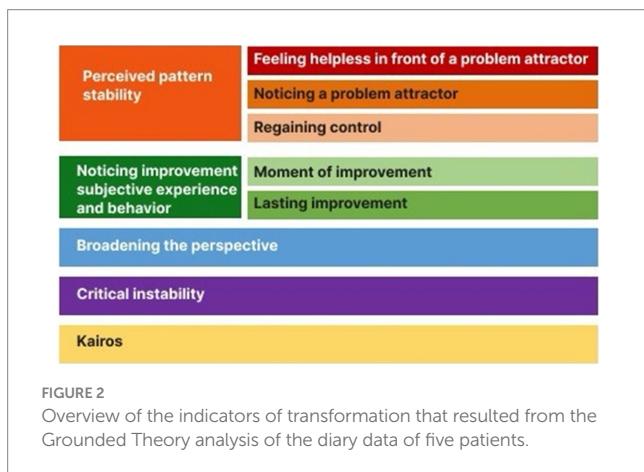 Perceived pattern
stability
Feeling helpless in front of a problem attractor
Noticing a problem attractor
Regaining control
Noticing improvement
subjective experience
and behavior
Moment of improvement
Lasting improvement
Broadening the perspective
Critical instability
Kairos
FIGURE 2
Overview of the indicators of transformation that resulted from the
Grounded Theory analysis of the diary data of five patients.